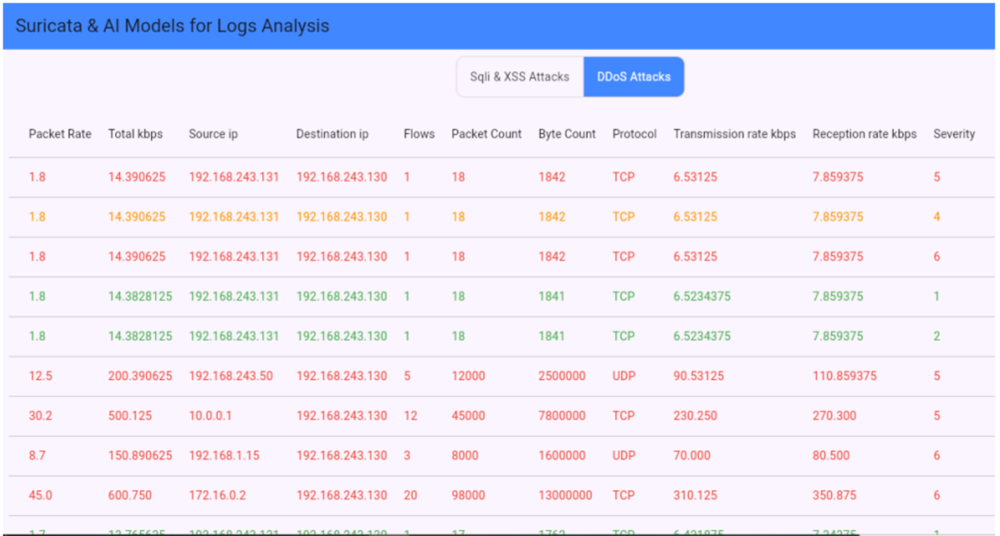 Suricata & AI Models for Logs Analysis
Sqli & XSS Attacks DDoS Attacks
Packet Rate Total kbps Source ip Destination ip Flows Packet Count Byte Count Protocol Transmission rate kbps Reception rate kbps Severity
1.8 14.390625 192.168.243.131 192.168.243.130 1 18 1842 TCP 6.53125 7.859375 5
1.8 14.390625 192.168.243.131 192.168.243.130 1 18 1842 TCP 6.53125 7.859375 4
1.8 14.390625 192.168.243.131 192.168.243.130 1 18 1842 TCP 6.53125 7.859375 6
1.8 14.3828125 192.168.243.131 192.168.243.130 1 18 1841 TCP 6.5234375 7.859375 1
1.8 14.3828125 192.168.243.131 192.168.243.130 1 18 1841 TCP 6.5234375 7.859375 2
12.5 200.390625 192.168.243.50 192.168.243.130 5 12000 2500000 UDP 90.53125 110.859375 5
30.2 500.125 10.0.0.1 192.168.243.130 12 45000 7800000 TCP 230.250 270.300 5
8.7 150.890625 192.168.1.15 192.168.243.130 3 8000 1600000 UDP 70.000 80.500 6
45.0 600.750 172.16.0.2 192.168.243.130 20 98000 13000000 TCP 310.125 350.875 6